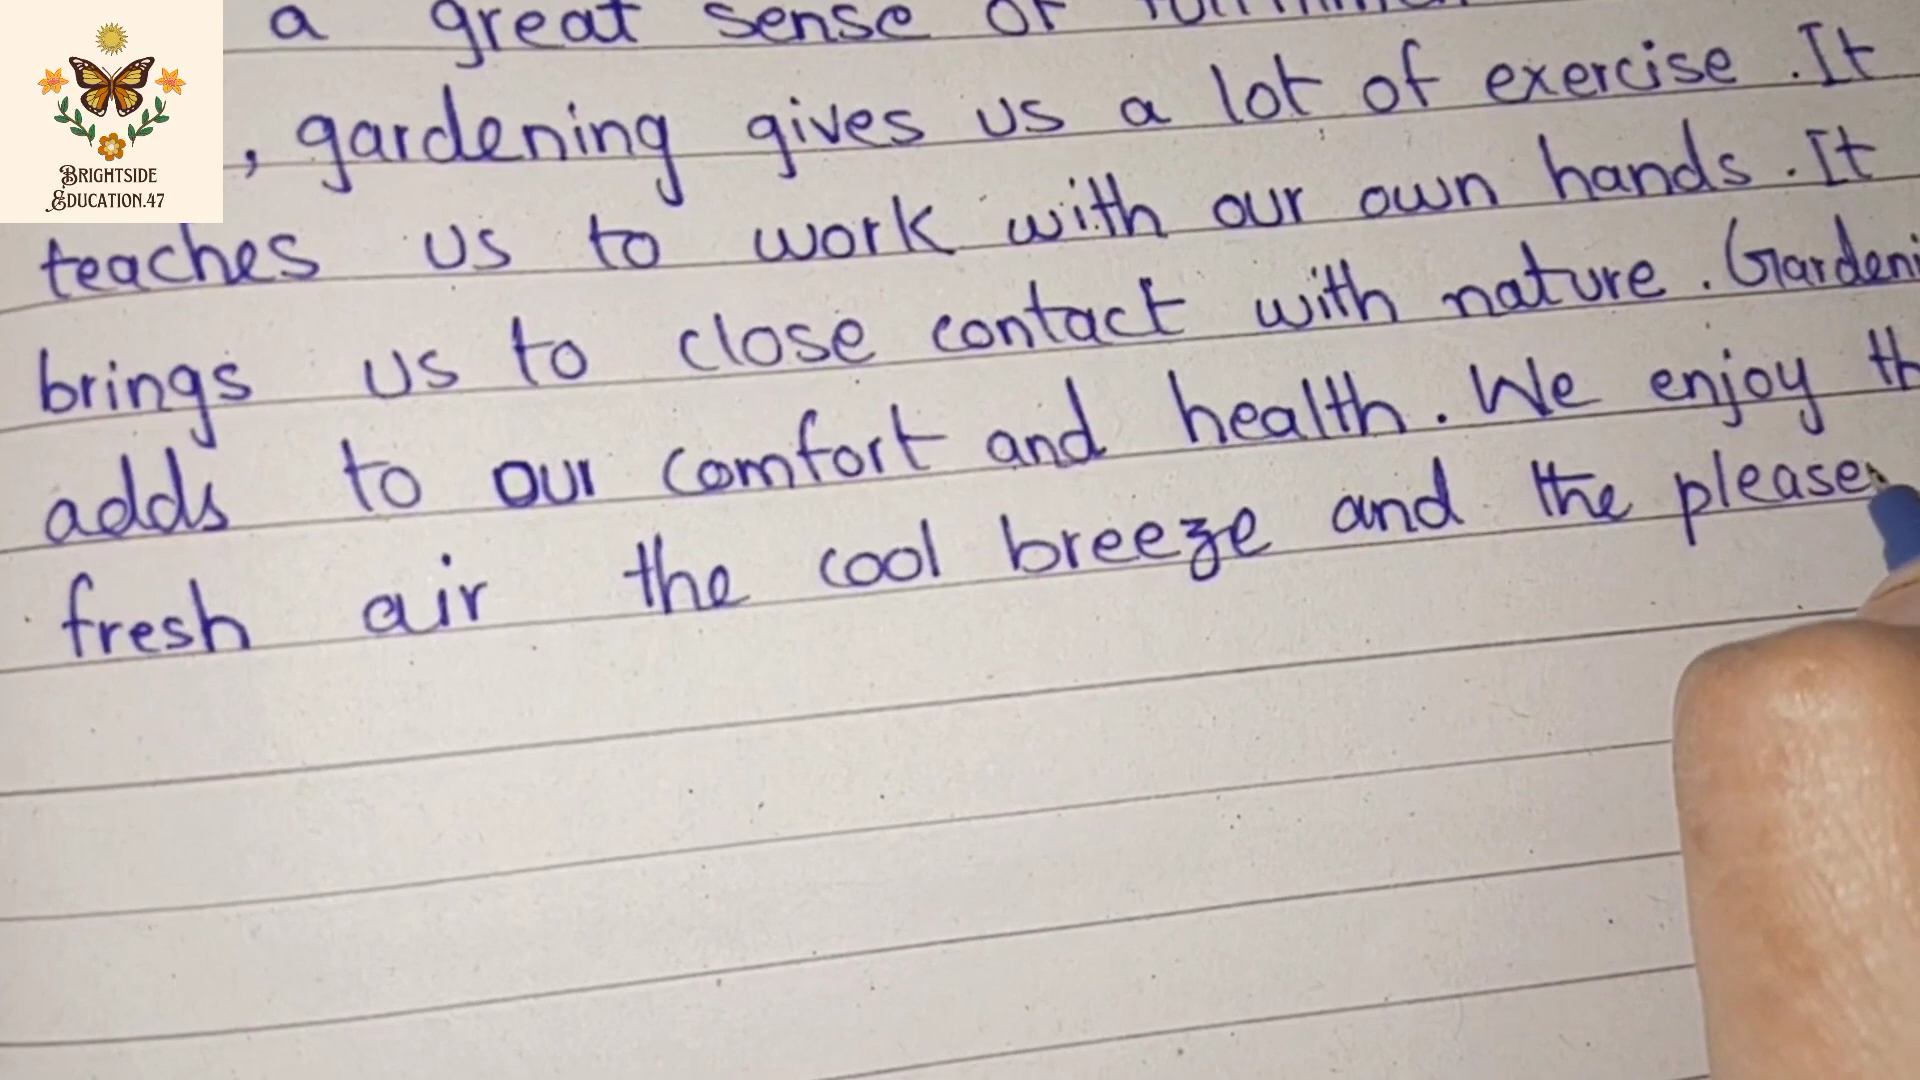 BRIGHTSIDE
EDUCATION.47
a great sense of
, gardening gives us a lot of exercise. It
teaches us to work with our own hands. It
brings us to close contact with nature. Gardeni
adds to our comfort and health. We enjoy th
fresh air the cool breeze and the please